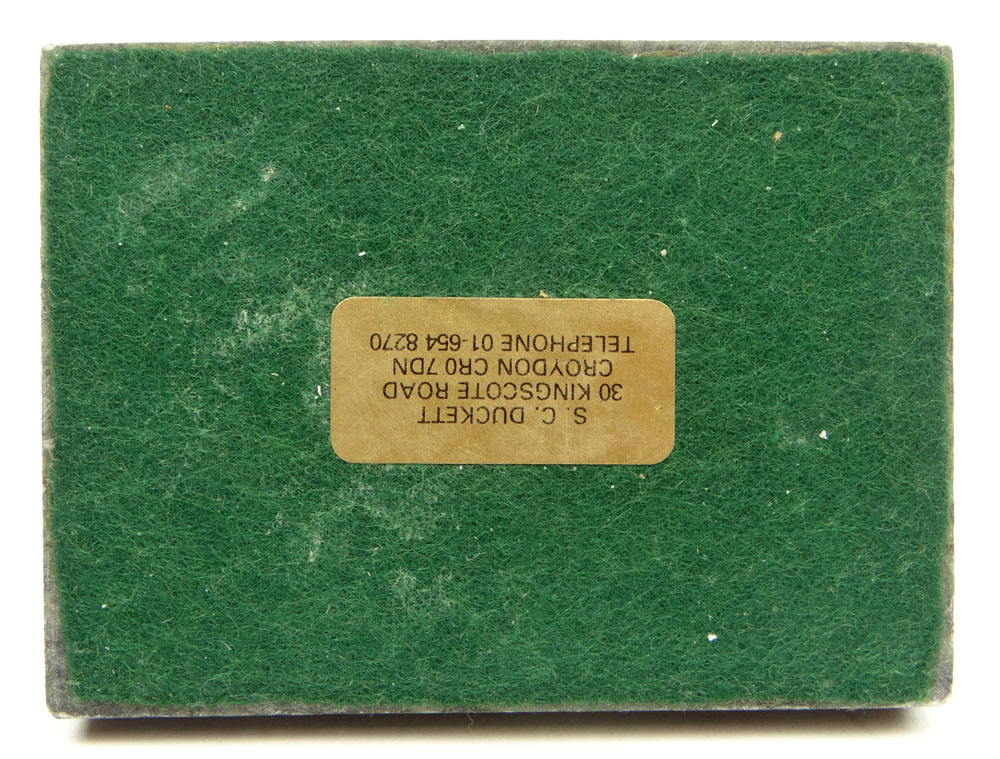 S. C. DUCKETT
30 KINGSCOTE ROAD
CROYDON CR0 7DN
TELEPHONE 01-654 8270